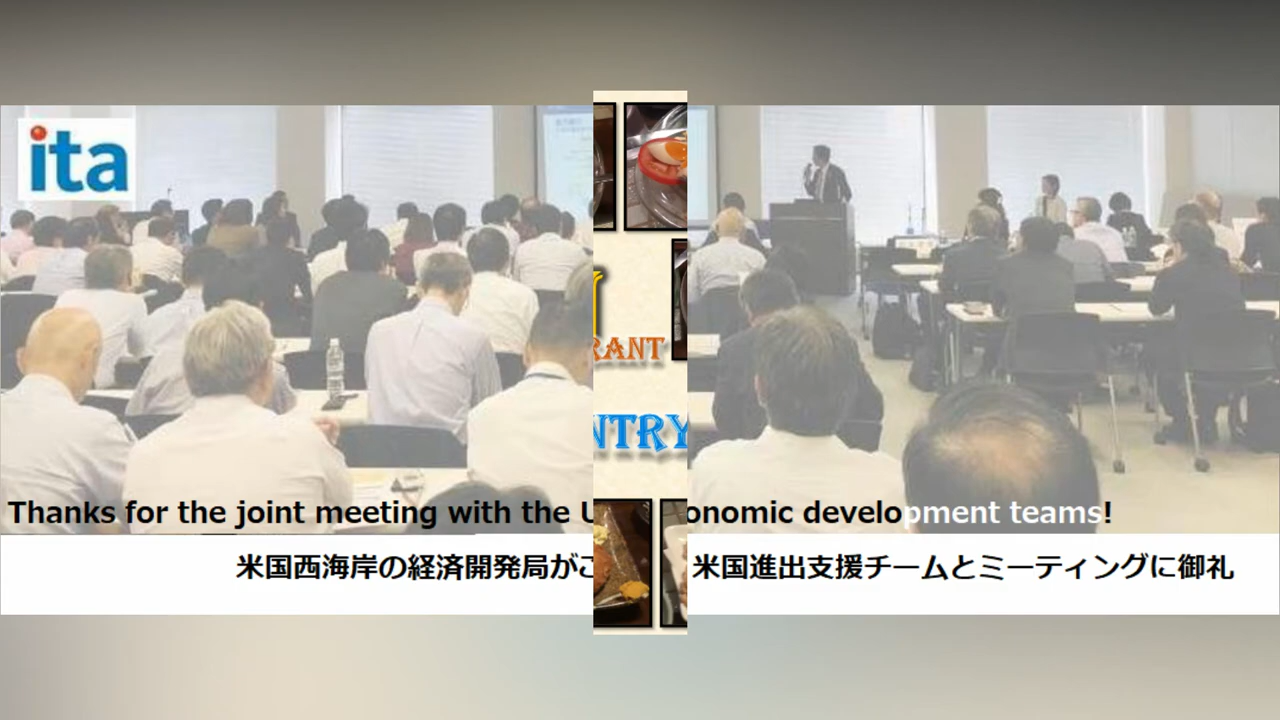 ita
RANT
NTRY
Thanks for the joint meeting with the U
onomic development teams!
米国西海岸の経済開発局がご
米国進出支援チームとミーティングに御礼